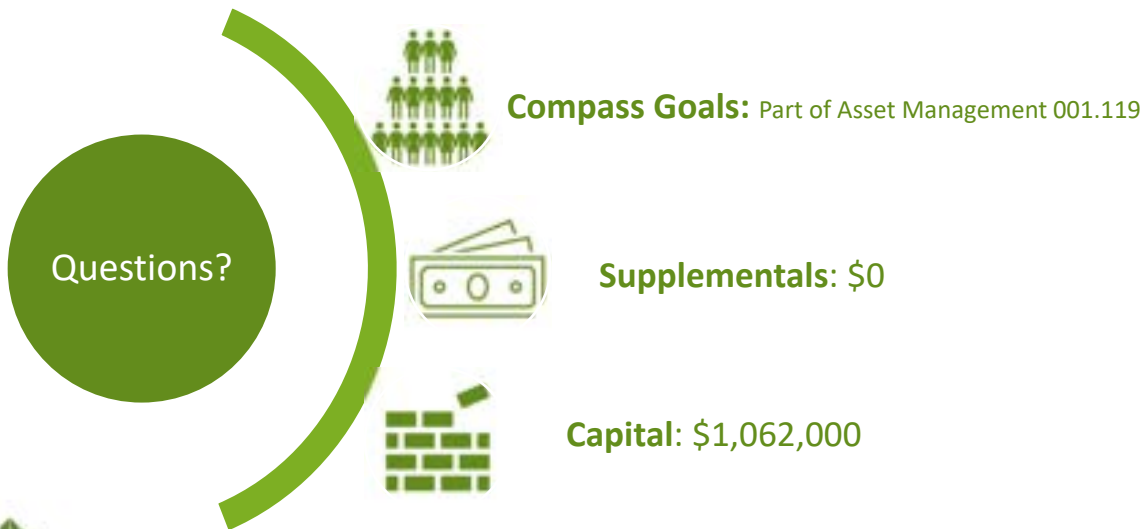 Questions?
Compass Goals: Part of Asset Management 001.119
Supplementals: $0
Capital: $1,062,000